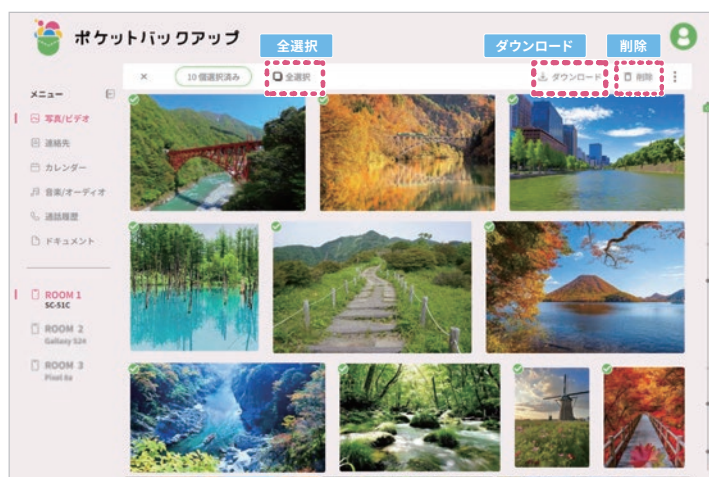 ポケットバックアップ
全選択
ダウンロード
削除
×
10個選択済み
全選択
ダウンロード
削除
メニュー
写真/ビデオ
連絡先
カレンダー
音楽/オーディオ
通話履歴
ドキュメント
ROOM 1
SC-51C
ROOM 2
Gallaxy S24
ROOM 3
Pixel 8a